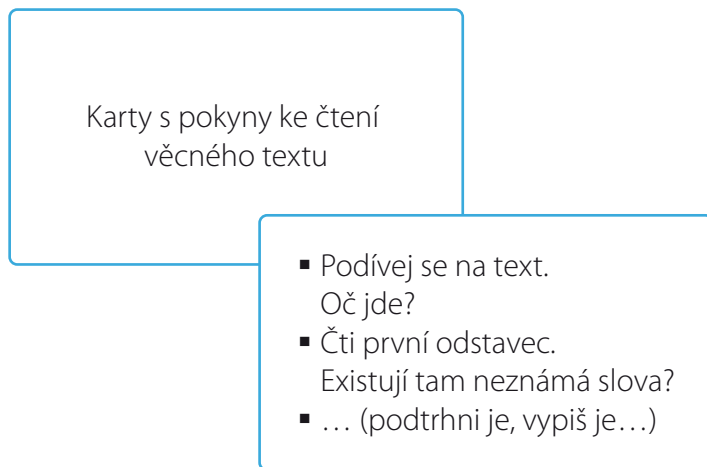 Karty s pokyny ke čtení
věcného textu
▪ Podívej se na text.
Oč jde?
▪ Čti první odstavec.
Existují tam neznámá slova?
▪ … (podtrhni je, vypiš je…)